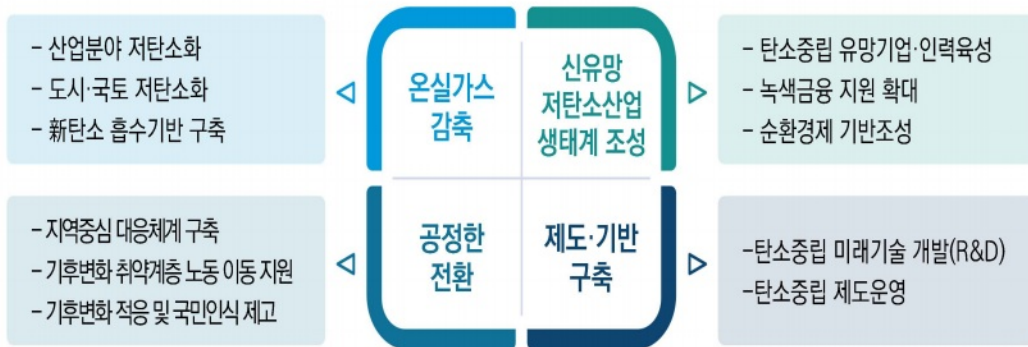 - 산업분야 저탄소화
- 도시·국토 저탄소화
- 新탄소 흡수기반 구축
온실가스
감축
신유망
저탄소산업
생태계 조성
- 탄소중립 유망기업·인력육성
- 녹색금융 지원 확대
- 순환경제 기반조성
- 지역중심 대응체계 구축
- 기후변화 취약계층 노동 이동 지원
- 기후변화 적응 및 국민인식 제고
공정한
전환
제도·기반
구축
-탄소중립 미래기술 개발(R&D)
-탄소중립 제도운영